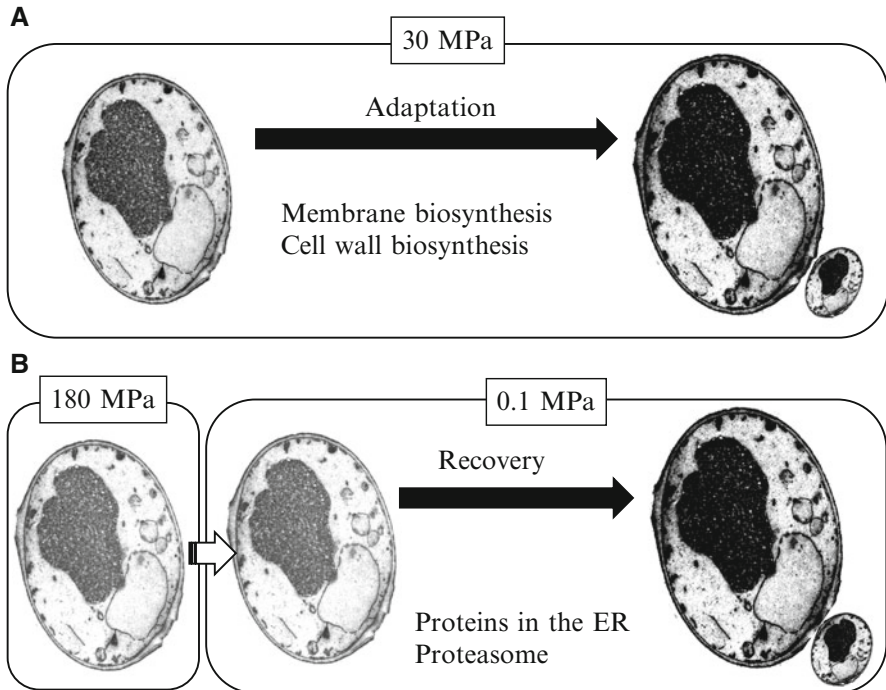 A
30 MPa
Adaptation
Membrane biosynthesis
Cell wall biosynthesis
B
180 MPa
0.1 MPa
Recovery
Proteins in the ER
Proteasome